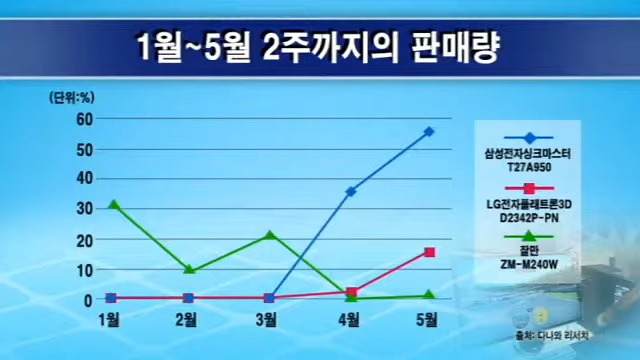 1월~5월 2주까지의 판매량
(단위:%)
60
50
40
30
20
10
0
1월 2월 3월 4월 5월
삼성전자싱크마스터
T27A950
LG전자플래트론3D
D2342P-PN
잘만
ZM-M240W
출처: 다나와 리서치